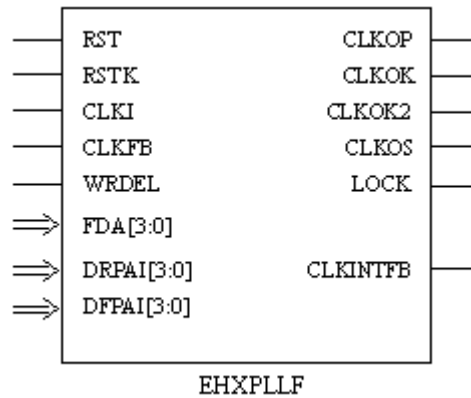 RST CLKOP
RSTK CLKOK
CLKI CLKOK2
CLKFB CLKOS
WRDEL LOCK
FDA[3:0]
DRPAI[3:0] CLKINTFB
DFPAI[3:0]
EHXPLLF